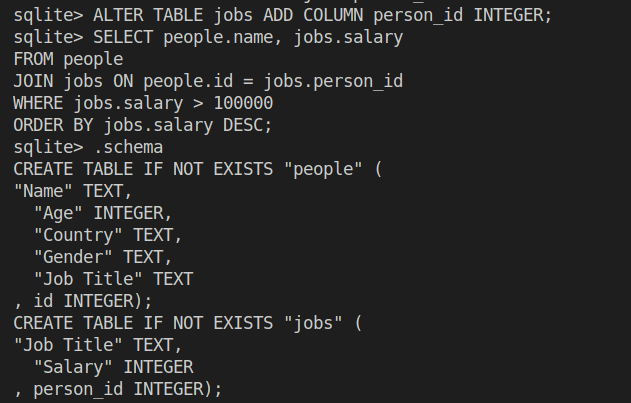 sqlite> ALTER TABLE jobs ADD COLUMN person_id INTEGER;
sqlite> SELECT people.name, jobs.salary
FROM people
JOIN jobs ON people.id = jobs.person_id
WHERE jobs.salary > 100000
ORDER BY jobs.salary DESC;
sqlite> .schema
CREATE TABLE IF NOT EXISTS "people" (
"Name" TEXT,
  "Age" INTEGER,
  "Country" TEXT,
  "Gender" TEXT,
  "Job Title" TEXT
, id INTEGER);
CREATE TABLE IF NOT EXISTS "jobs" (
"Job Title" TEXT,
  "Salary" INTEGER
, person_id INTEGER);